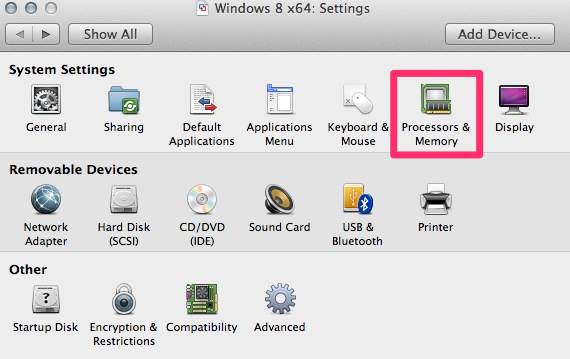 Windows 8 x64: Settings
Show All
Add Device...
System Settings
General
Sharing
Default
Applications
Applications
Menu
Keyboard &
Mouse
Processors &
Memory
Display
Removable Devices
Network
Adapter
Hard Disk
(SCSI)
CD/DVD
(IDE)
Sound Card
USB &
Bluetooth
Printer
Other
Startup Disk
Encryption &
Restrictions
Compatibility
Advanced